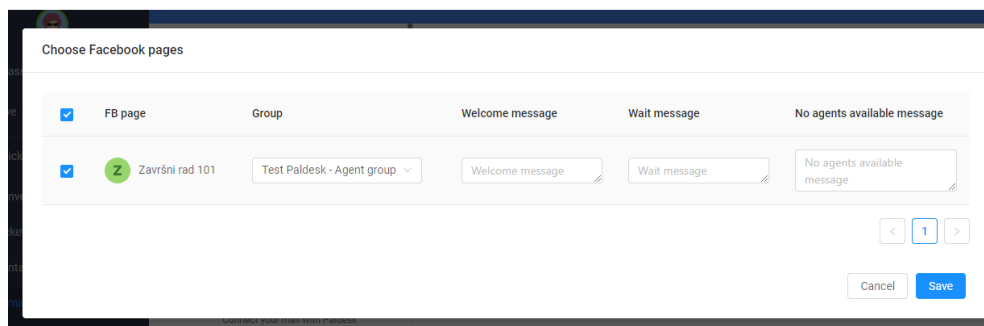 Choose Facebook pages
FB page Group Welcome message Wait message No agents available message
Z Završni rad 101 Test Paldesk - Agent group Welcome message Wait message No agents available
message
< 1 >
Cancel Save
Connect your mail with Paldesk